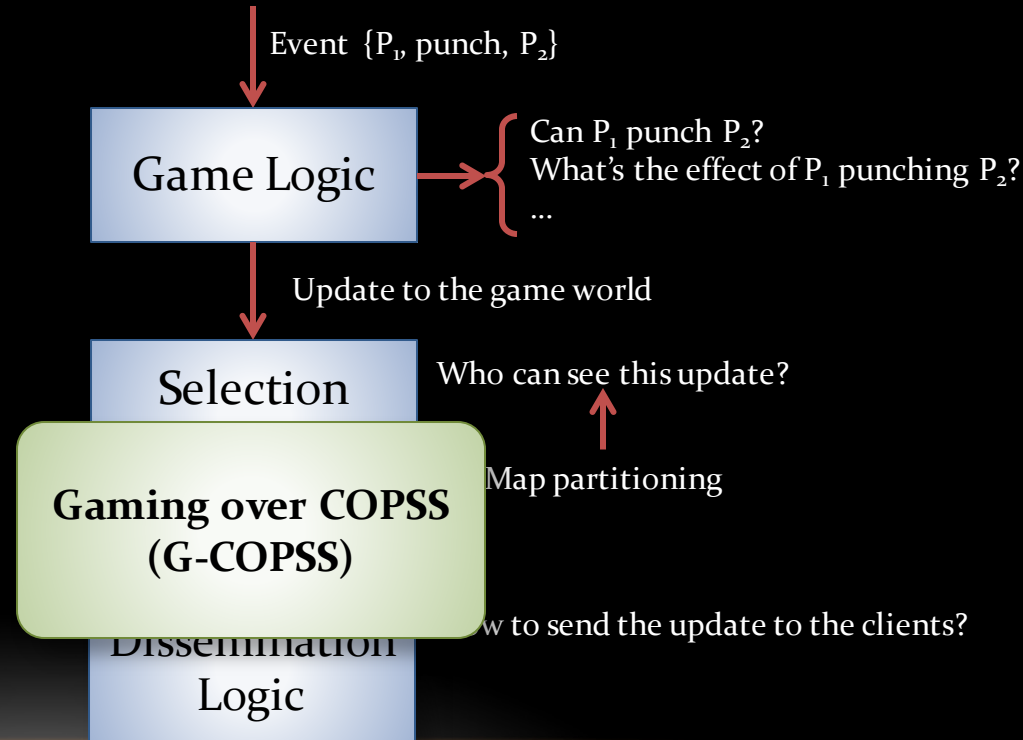 Event {P₁, punch, P₂}
Game Logic
Can P₁ punch P₂?
What's the effect of P₁ punching P₂?
...
Update to the game world
Selection
Who can see this update?
Map partitioning
Gaming over COPSS
(G-COPSS)
to send the update to the clients?
Dissemination
Logic